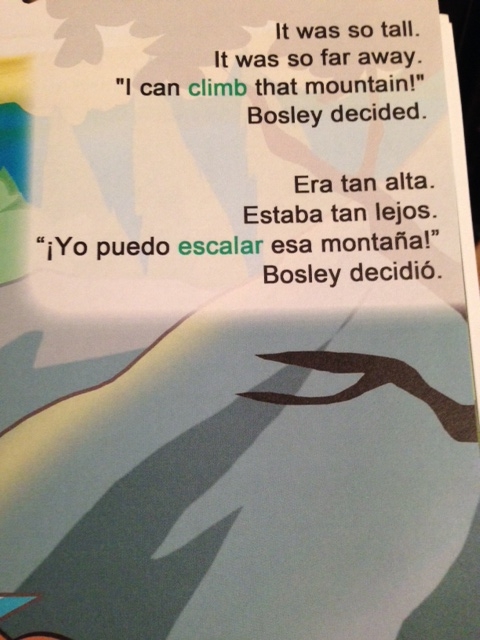 It was so tall.
It was so far away.
"I can climb that mountain!"
Bosley decided.
Era tan alta.
Estaba tan lejos.
“¡Yo puedo escalar esa montaña!”
Bosley decidió.